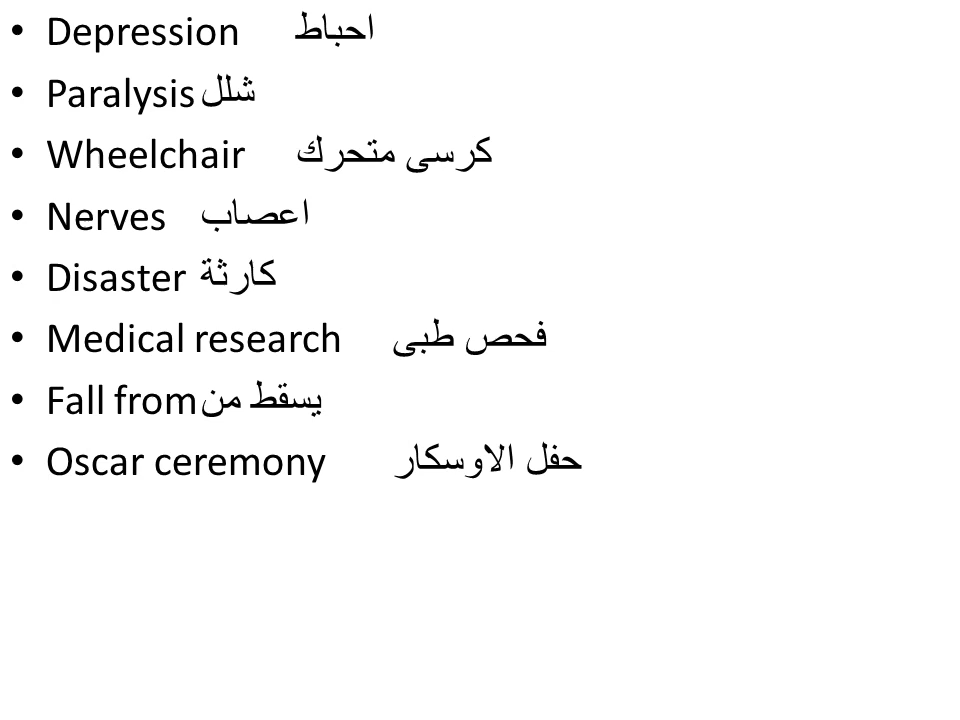 • Depression احباط
• Paralysis شلل
• Wheelchair كرسى متحرك
• Nerves اعصاب
• Disaster كارثة
• Medical research فحص طبى
• Fall from يسقط من
• Oscar ceremony حفل الاوسكار